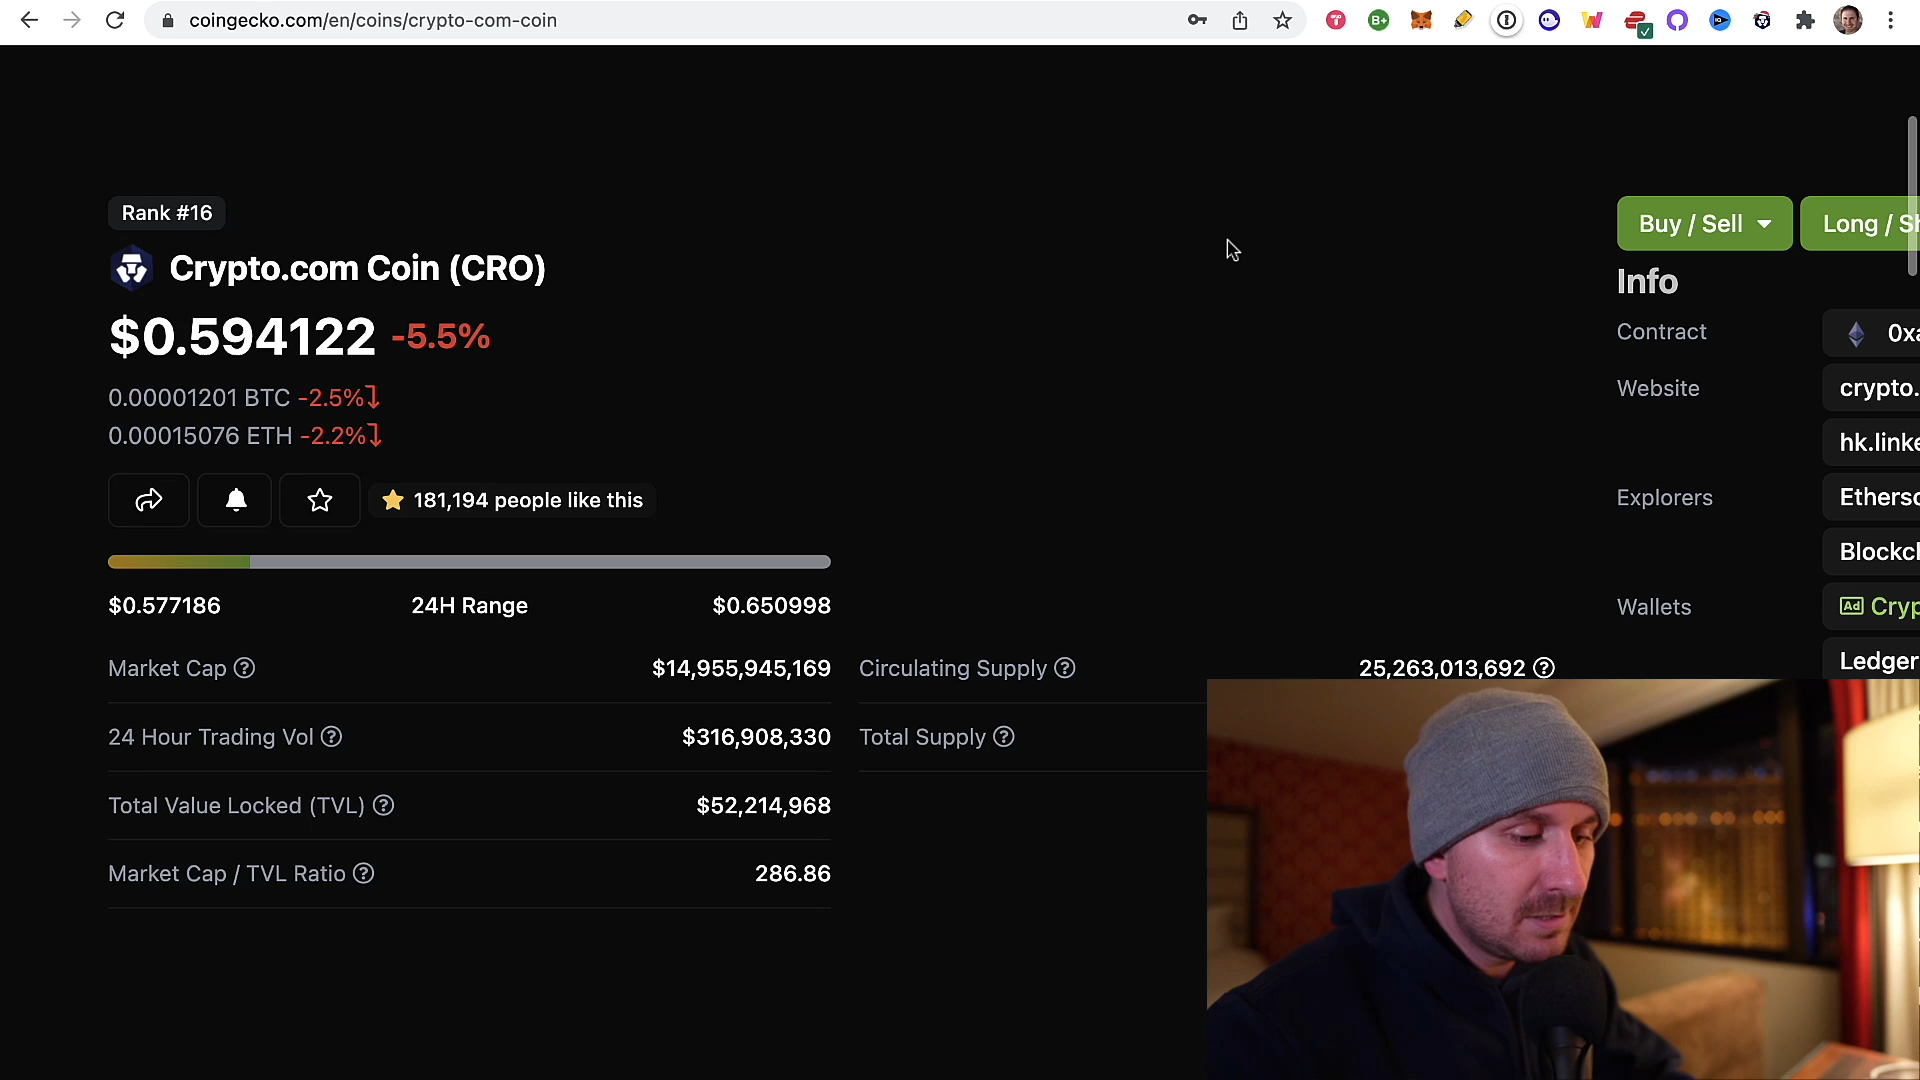 coingecko.com/en/coins/crypto-com-coin
Rank #16
Crypto.com Coin (CRO)
$0.594122 -5.5%
0.00001201 BTC -2.5%
0.00015076 ETH -2.2%
181,194 people like this
$0.577186 24H Range $0.650998
Market Cap $14,955,945,169
24 Hour Trading Vol $316,908,330
Total Value Locked (TVL) $52,214,968
Market Cap / TVL Ratio 286.86
Circulating Supply 25,263,013,692
Total Supply
Buy / Sell
Long / Sh
Info
Contract 0xa
Website crypto.
hk.linke
Explorers Ethersc
Blockch
Wallets Ad Cryp
Ledger